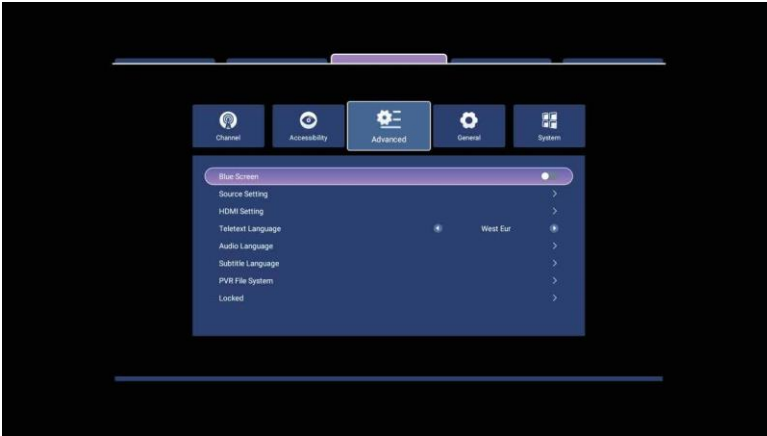 Channel
Accessibility
Advanced
General
System
Blue Screen
Source Setting
HDMI Setting
Teletext Language West Eur
Audio Language
Subtitle Language
PVR File System
Locked